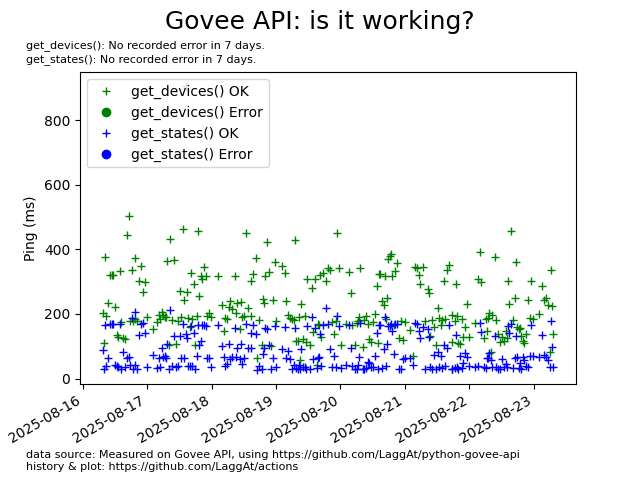 Govee API: is it working?
get_devices(): No recorded error in 7 days.
get_states(): No recorded error in 7 days.
get_devices() OK
get_devices() Error
get_states() OK
get_states() Error
Ping (ms)
800
600
400
200
0
2025-08-16
2025-08-17
2025-08-18
2025-08-19
2025-08-20
2025-08-21
2025-08-22
2025-08-23
data source: Measured on Govee API, using https://github.com/LaggAt/python-govee-api
history & plot: https://github.com/LaggAt/actions